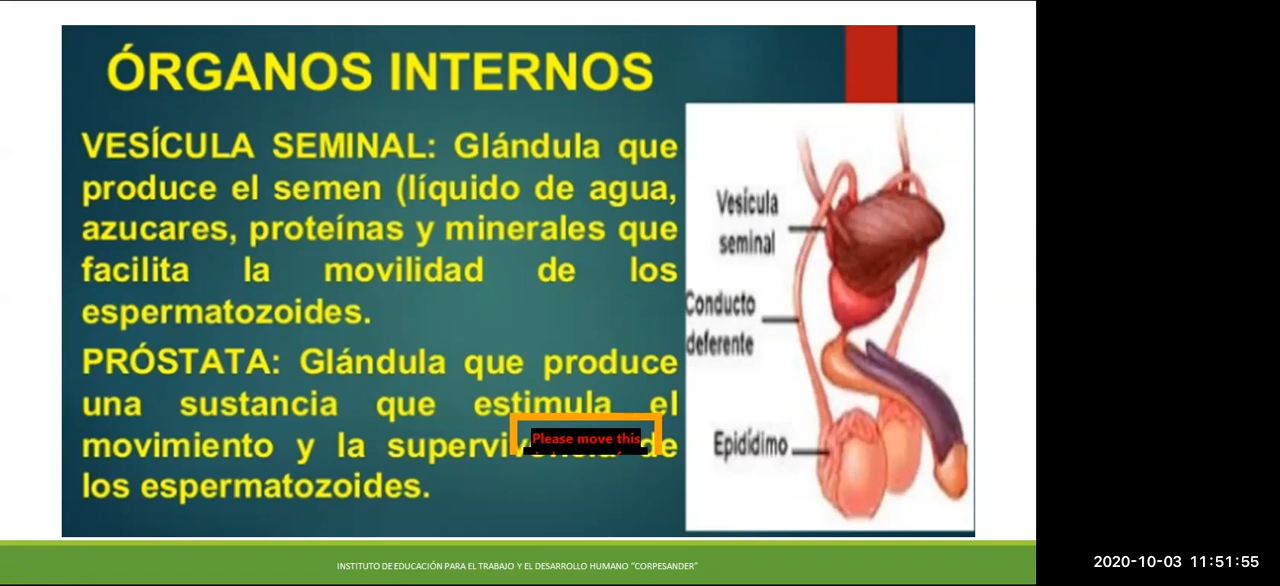 ÓRGANOS INTERNOS
VESÍCULA SEMINAL: Glándula que
produce el semen (líquido de agua,
azucares, proteínas y minerales que
facilita la movilidad de los
espermatozoides.
PRÓSTATA: Glándula que produce
una sustancia que estimula el
movimiento y la supervivencia de
los espermatozoides.
Please move this
Vesícula
seminal
Conducto
deferente
Epidídimo
INSTITUTO DE EDUCACIÓN PARA EL TRABAJO Y EL DESARROLLO HUMANO “CORPESANDER”
2020-10-03 11:51:55